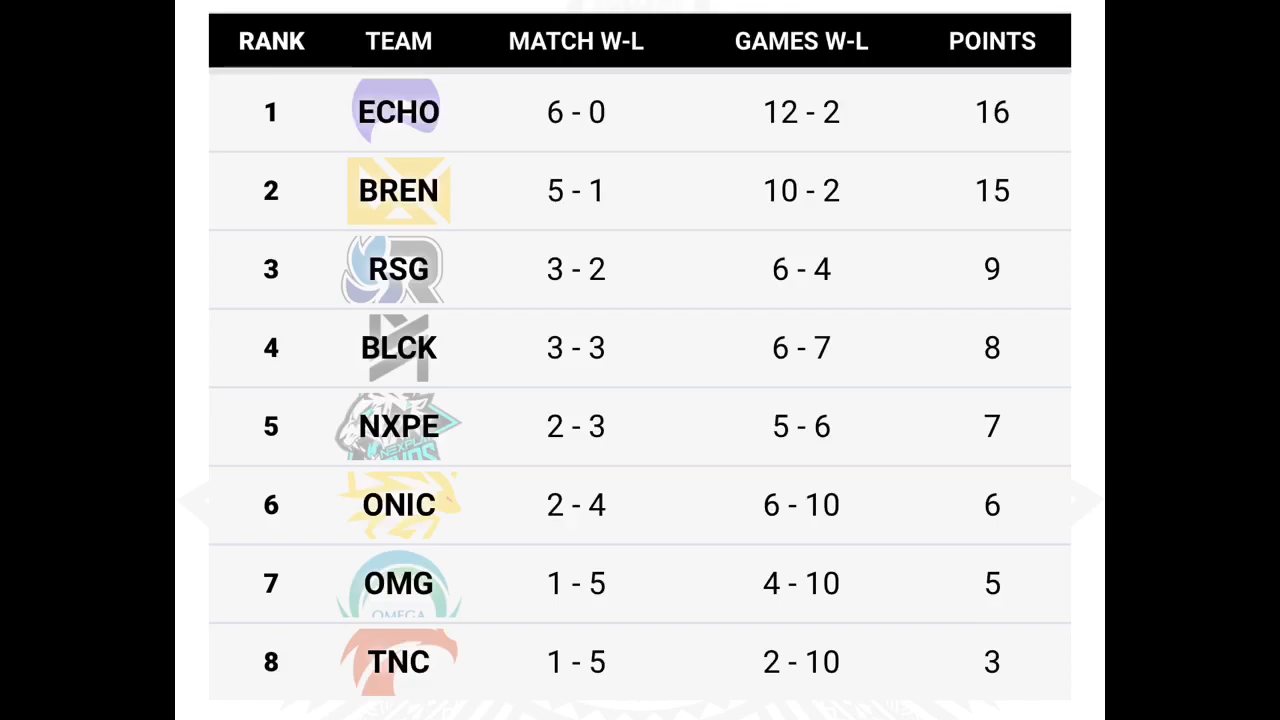 RANK TEAM MATCH W-L GAMES W-L POINTS
1 ECHO 6 - 0 12 - 2 16
2 BREN 5 - 1 10 - 2 15
3 RSG 3 - 2 6 - 4 9
4 BLCK 3 - 3 6 - 7 8
5 NXPE 2 - 3 5 - 6 7
6 ONIC 2 - 4 6 - 10 6
7 OMG 1 - 5 4 - 10 5
OMEGA
8 TNC 1 - 5 2 - 10 3